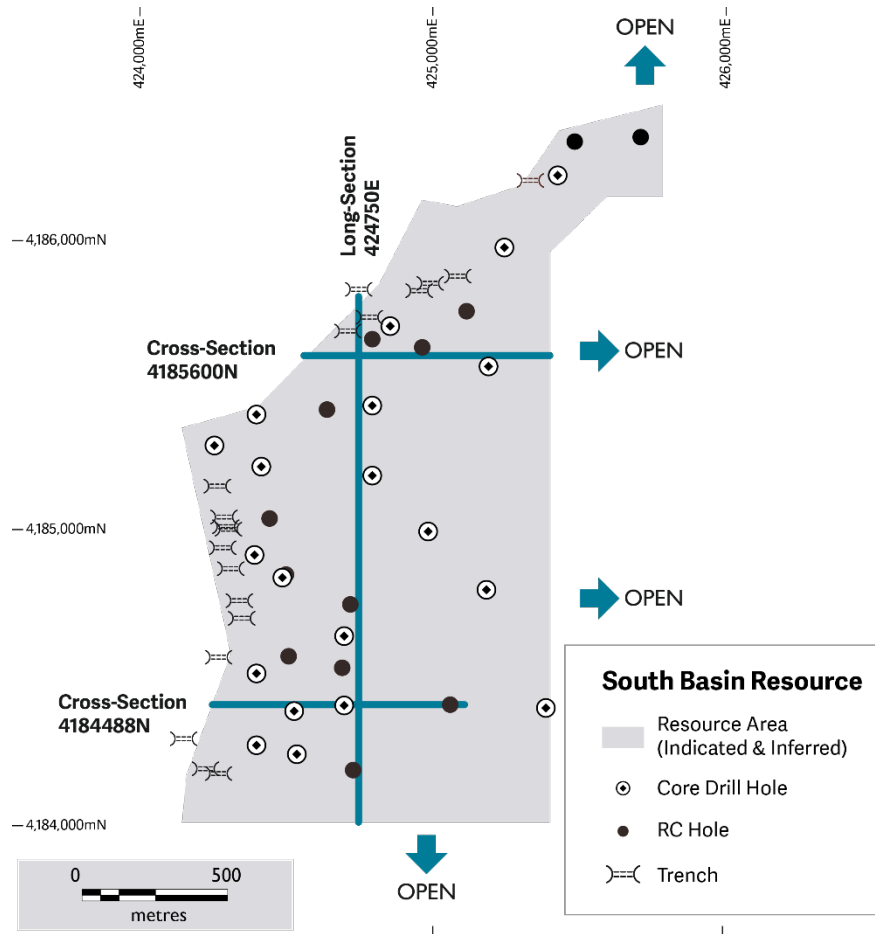 424,000mE
425,000mE
426,000mE
OPEN
Long-Section
424750E
4,186,000mN
Cross-Section
4185600N
OPEN
4,185,000mN
OPEN
Cross-Section
4184488N
South Basin Resource
Resource Area
(Indicated & Inferred)
Core Drill Hole
RC Hole
Trench
4,184,000mN
0 500
metres
OPEN